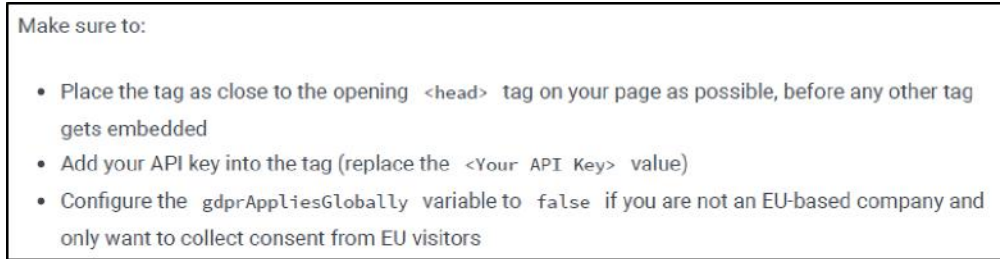 Make sure to:
• Place the tag as close to the opening <head> tag on your page as possible, before any other tag
gets embedded
• Add your API key into the tag (replace the <Your API Key> value)
• Configure the gdprAppliesGlobally variable to false if you are not an EU-based company and
only want to collect consent from EU visitors